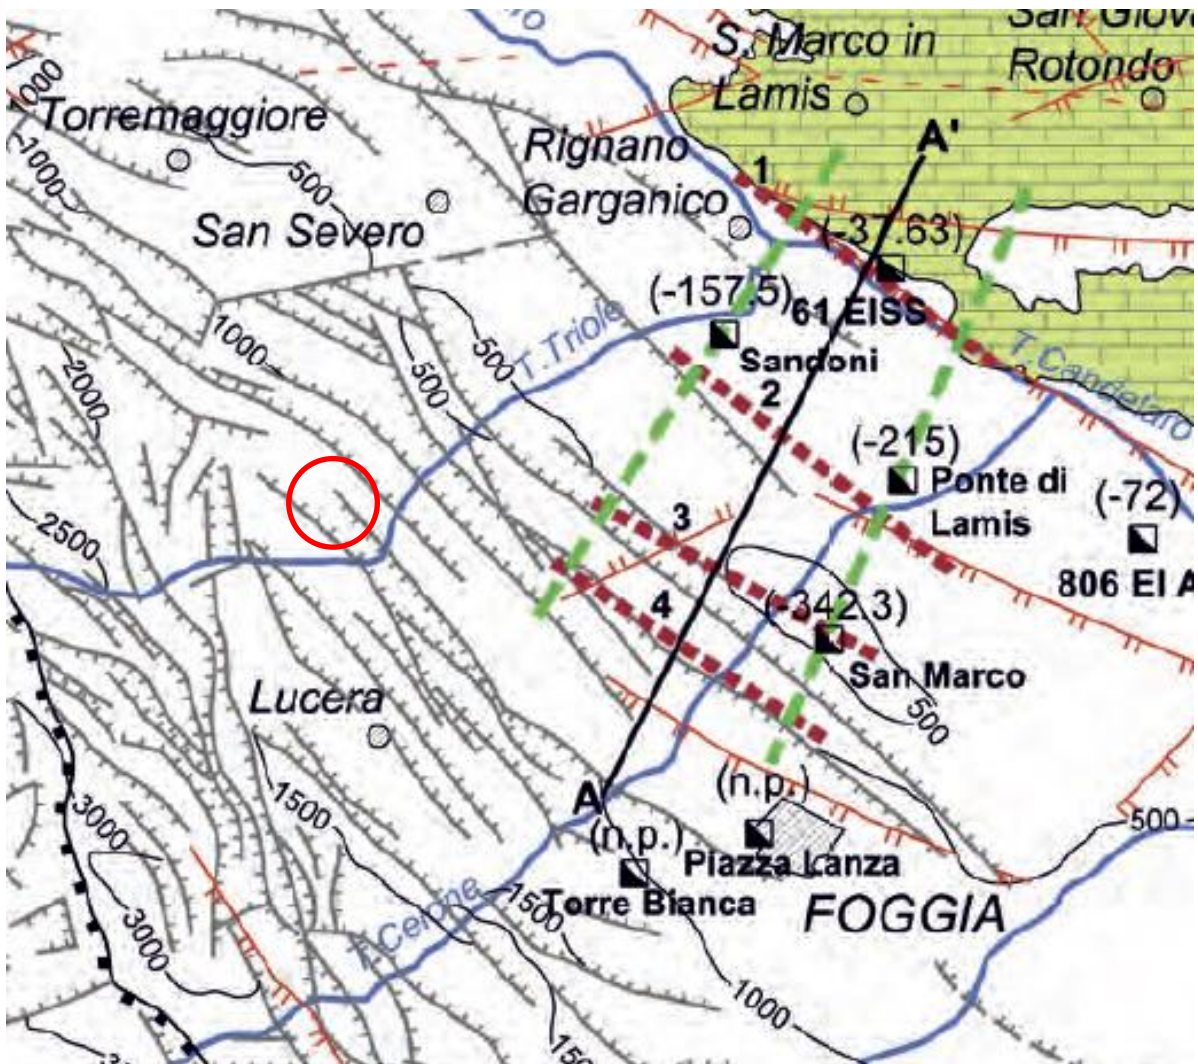 San Giova
S. Marco in
Rotondo
Lamis
100
Torremaggiore
A'
1000
Rignano
1
500
Garganico
San Severo
(-37.63)
(-157.5)
61 EISS
T.Triolo
500
1000
Sandoni
T.Candelaro
500
2
2000
(-215)
Ponte di
(-72)
Lamis
3
2500
806 El A
(-342.3)
4
San Marco
Lucera
500
(n.p.)
A
1500
3000
500
(n.p.)
Piazza Lanza
Torre Bianca
1500
FOGGIA
T.Celone
3000
1000